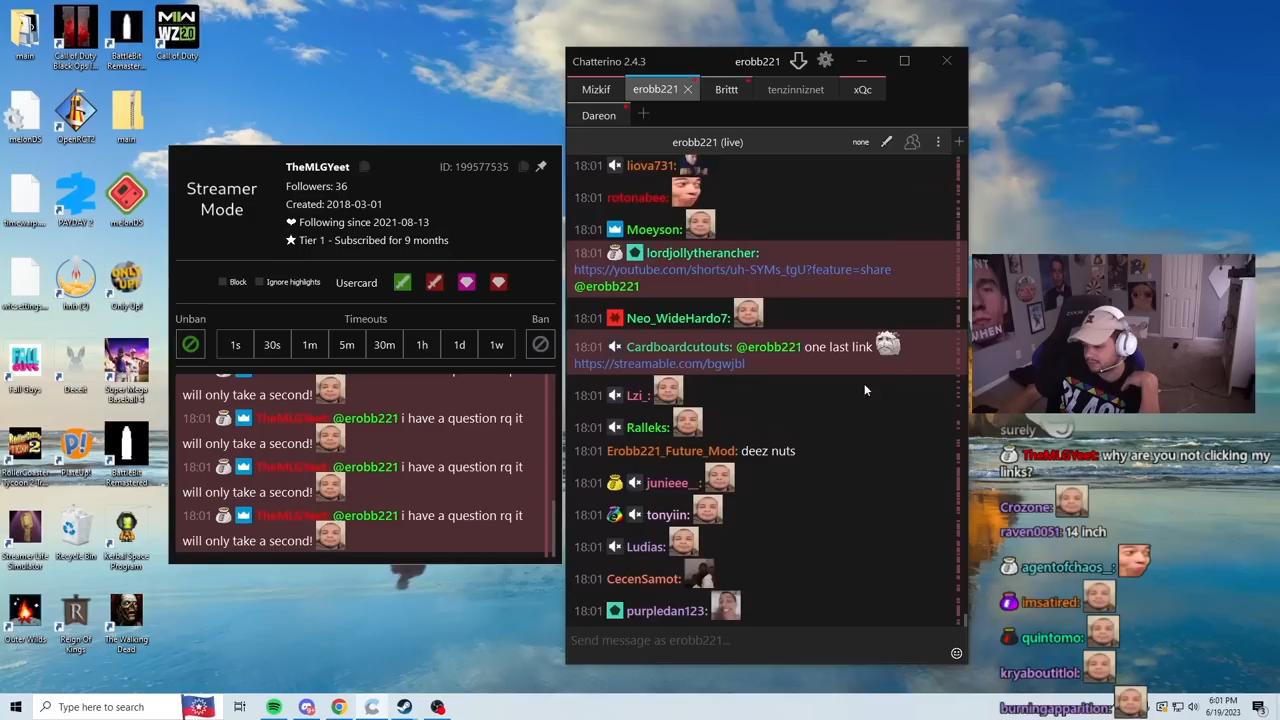 main
Call of Duty Black Ops I...
BattleBit Remaster...
Call of Duty
MW
WZ2.0
melonDS
OpenRCT2
main
timewarp...
PAYDAY 2
melonDS
hnh (2)
ONLY UP!
Only Up!
Fall Guys
Deceit
Super Mega Baseball 4
RollerCoaster Tycoon 2 Tr...
PlateUp!
BattleBit Remastered
Streamer Life Simulator
Recycle Bin
Kerbal Space Program
Outer Wilds
Reign Of Kings
The Walking Dead
Streamer Mode
TheMLGYeet
ID: 199577535
Followers: 36
Created: 2018-03-01
❤ Following since 2021-08-13
★ Tier 1 - Subscribed for 9 months
Block
Ignore highlights
Usercard
Unban
Timeouts
Ban
1s
30s
1m
5m
30m
1h
1d
1w
will only take a second!
18:01 TheMLGYeet: @erobb221 i have a question rq it
will only take a second!
18:01 TheMLGYeet: @erobb221 i have a question rq it
will only take a second!
18:01 TheMLGYeet: @erobb221 i have a question rq it
will only take a second!
Chatterino 2.4.3
erobb221
Mizkif
erobb221
Brittt
tenzinniznet
xQc
Dareon
erobb221 (live)
none
18:01 liova731:
18:01 rotonabee:
18:01 Moeyson:
18:01 lordjollytherancher:
https://youtube.com/shorts/uh-SYMs_tgU?feature=share
@erobb221
18:01 Neo_WideHardo7:
18:01 Cardboardcutouts: @erobb221 one last link
https://streamable.com/bgwjbl
18:01 Lzi_:
18:01 Ralleks:
18:01 Erobb221_Future_Mod: deez nuts
18:01 junieee__:
18:01 tonyiin:
18:01 Ludias:
18:01 CecenSamot:
18:01 purpledan123:
Send message as erobb221...
surely
TheMLGYeet: why are you not clicking my
links?
Crozone:
raven0051: 14 inch
agentofchaos_:
imsatired:
quintomo:
kryaboutitlol:
burningapparition:
Type here to search
6:01 PM
6/19/2023